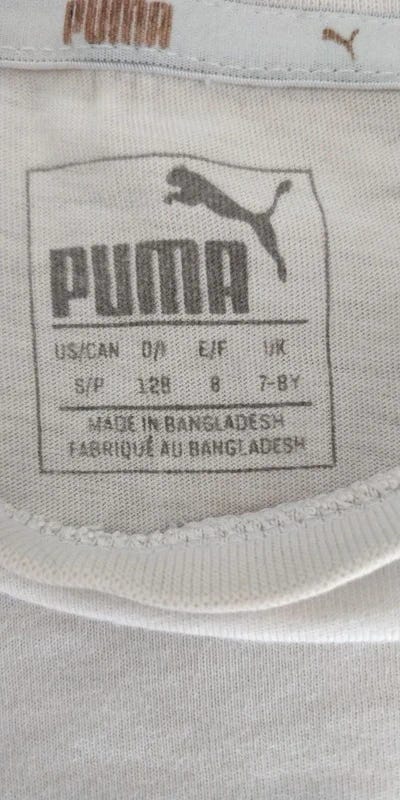 PUMA
PUMA
US/CAN D/I E/F UK
S/P 128 8 7-8Y
MADE IN BANGLADESH
FABRIQUÉ AU BANGLADESH